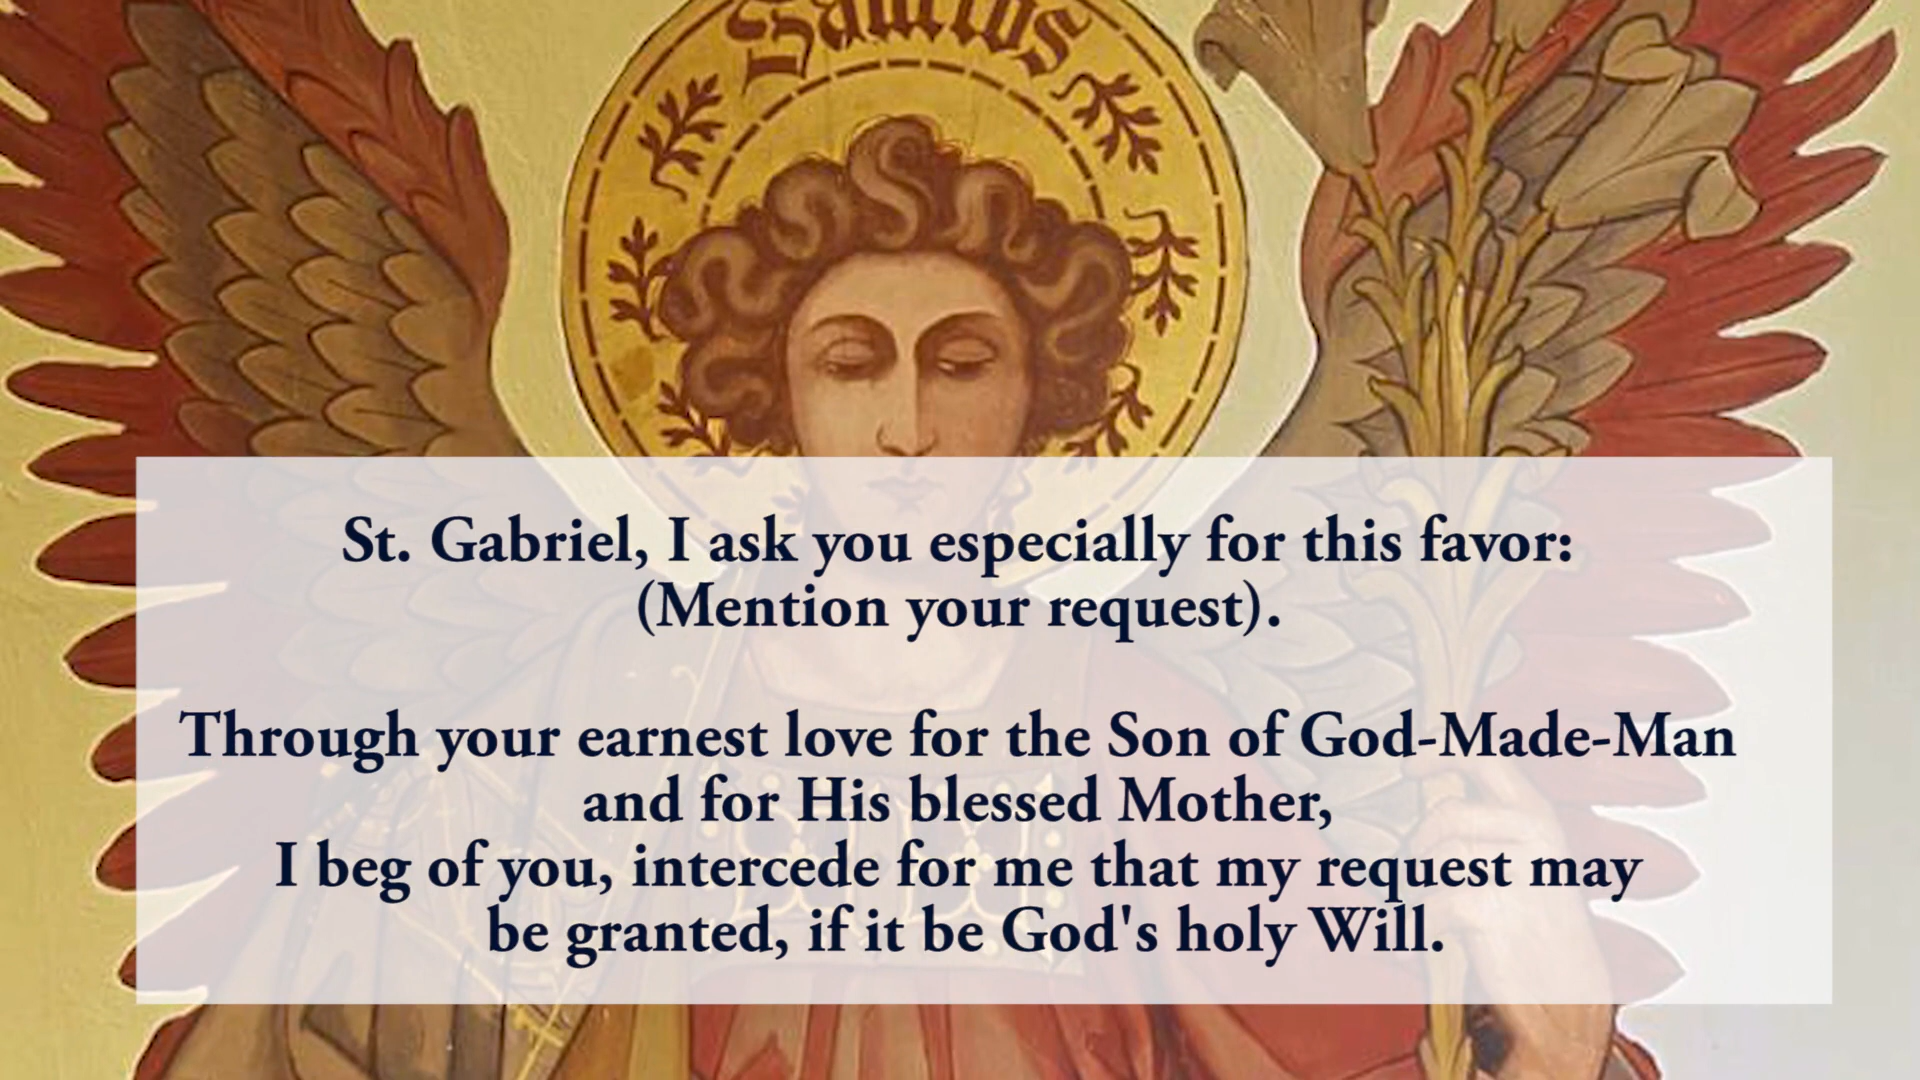 Sanctus
St. Gabriel, I ask you especially for this favor:
(Mention your request).
Through your earnest love for the Son of God-Made-Man
and for His blessed Mother,
I beg of you, intercede for me that my request may
be granted, if it be God's holy Will.